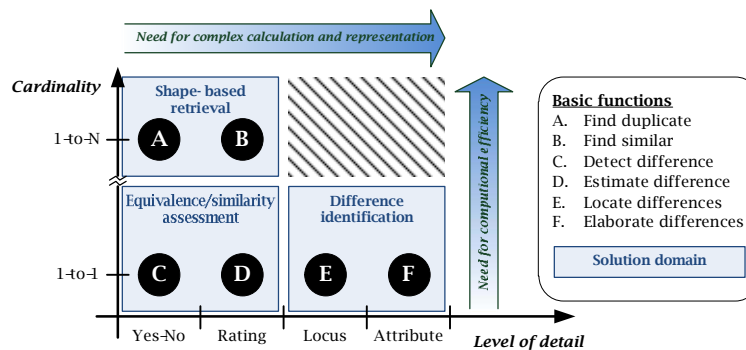 Need for complex calculation and representation
Cardinality
Shape- based
retrieval
1-to-N
A
B
Equivalence/similarity
assessment
Difference
identification
1-to-1
C
D
E
F
Yes-No
Rating
Locus
Attribute
Level of detail
Need for computational efficiency
Basic functions
A. Find duplicate
B. Find similar
C. Detect difference
D. Estimate difference
E. Locate differences
F. Elaborate differences
Solution domain